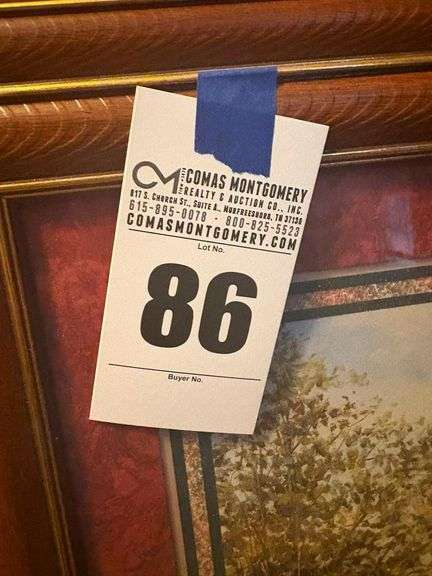 CM COMAS MONTGOMERY
REALTY & AUCTION CO., INC.
817 S. CHURCH ST., SUITE A., MURFREESBORO, TN 37130
615-895-0078 - 800-825-5523
COMASMONTGOMERY.COM
Lot No.
86
Buyer No.